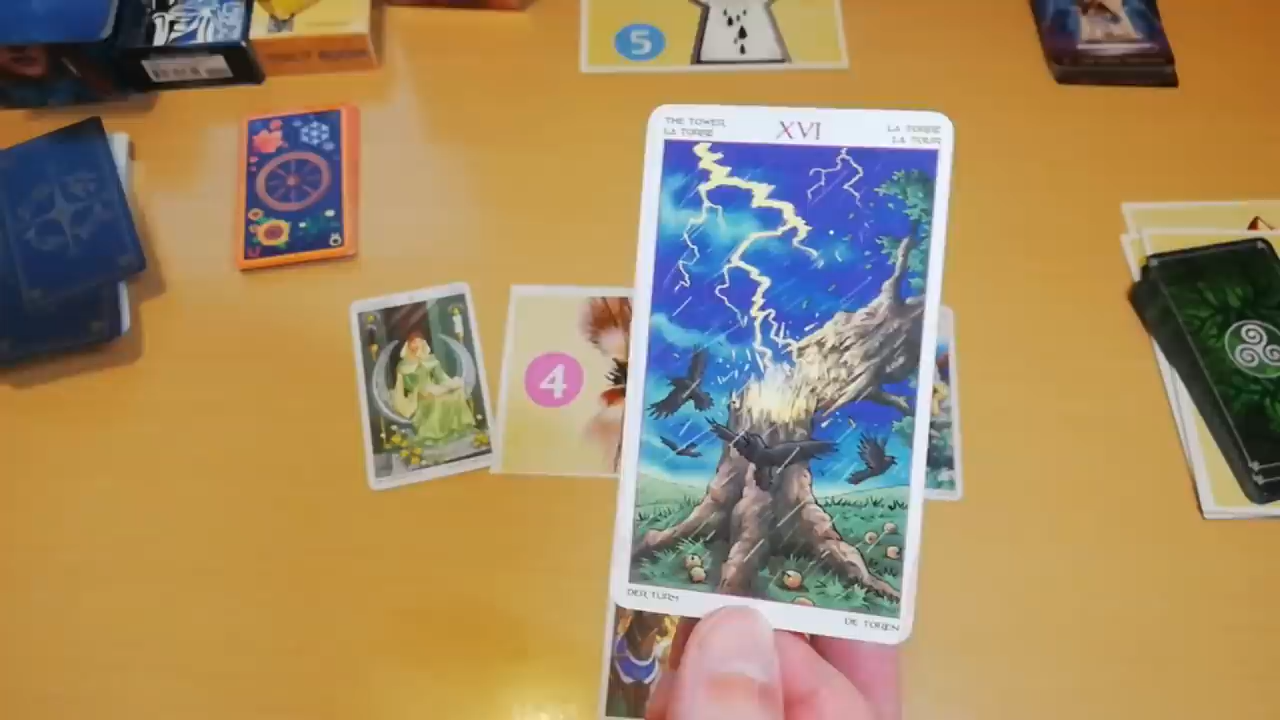 5
THE TOWER
LA TORRE
XVI
LA TORRE
LA TOUR
4
DER TURM
DE TOREN